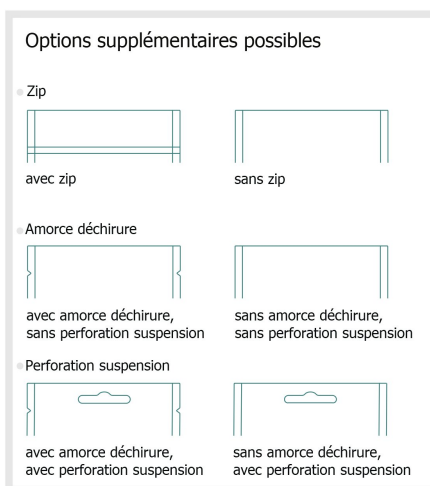 Options supplémentaires possibles
Zip
avec zip
sans zip
Amorce déchirure
avec amorce déchirure,
sans perforation suspension
sans amorce déchirure,
sans perforation suspension
Perforation suspension
avec amorce déchirure,
avec perforation suspension
sans amorce déchirure,
avec perforation suspension